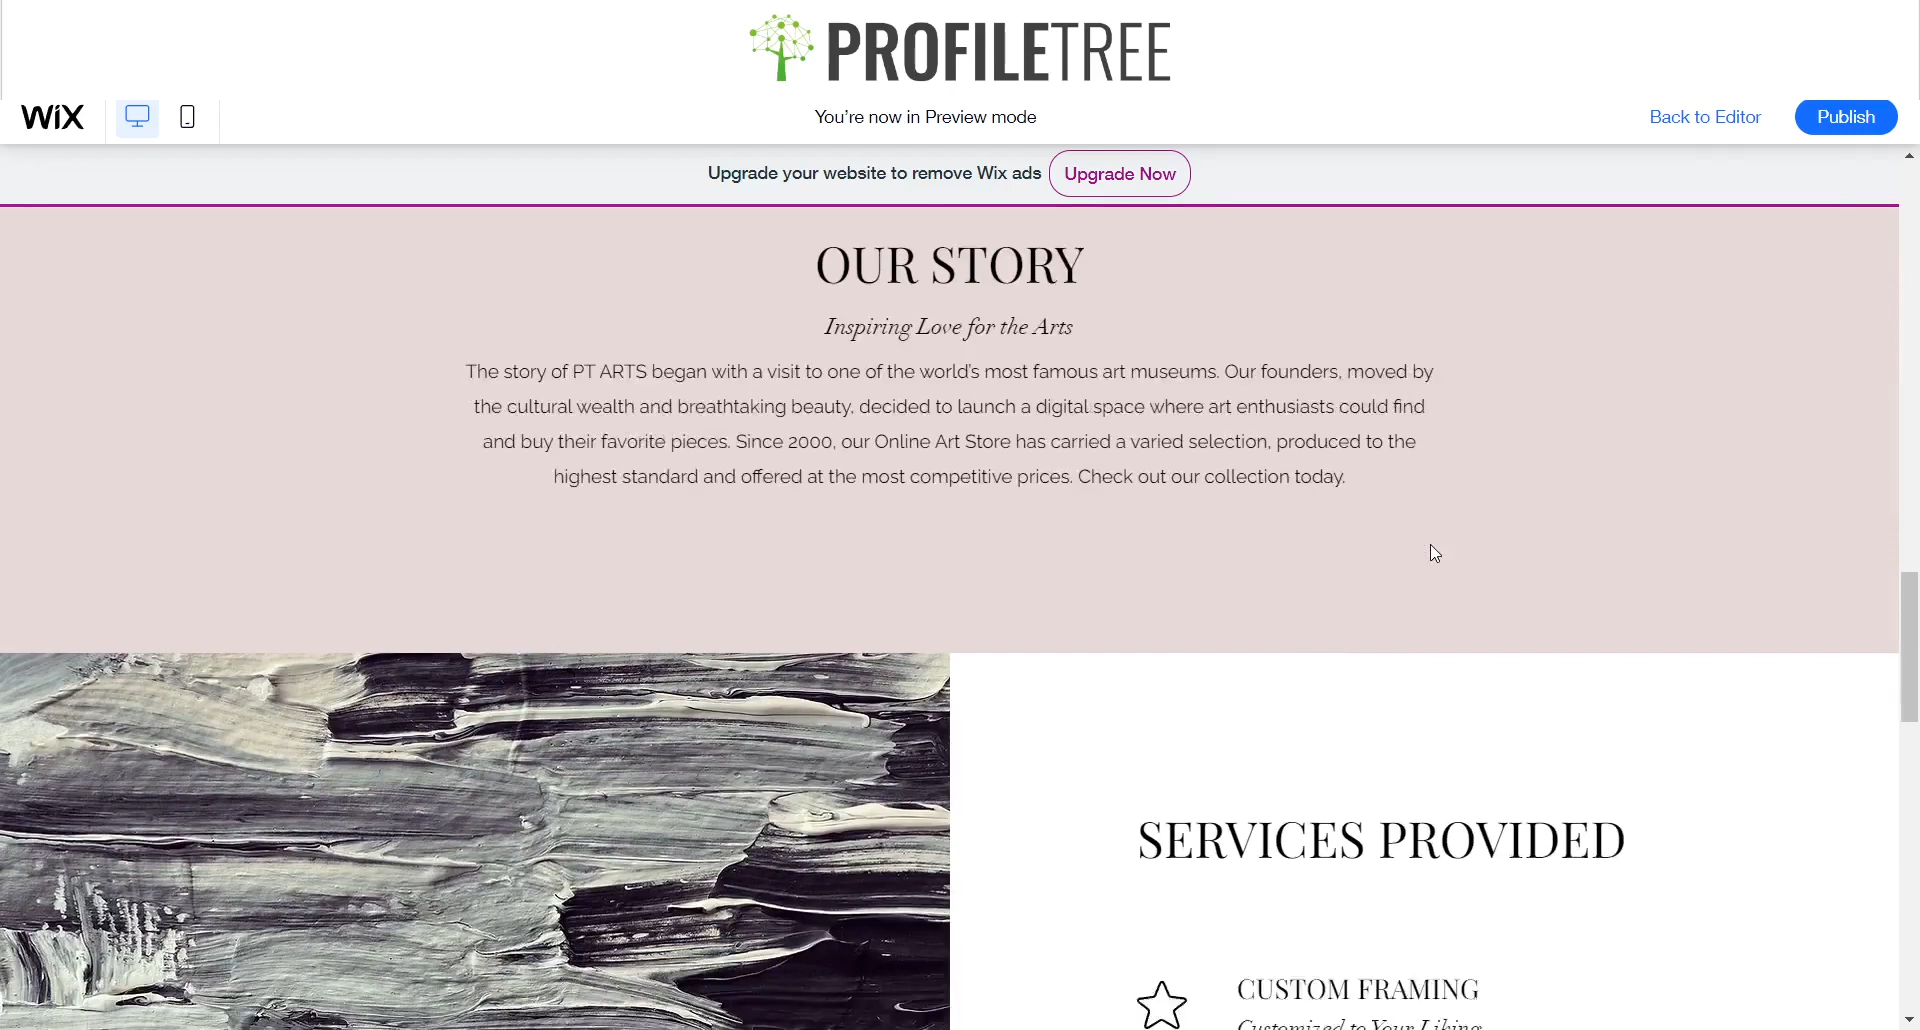 PROFILETREE
WIX
You're now in Preview mode
Back to Editor
Publish
Upgrade your website to remove Wix ads
Upgrade Now
OUR STORY
Inspiring Love for the Arts
The story of PT ARTS began with a visit to one of the world's most famous art museums. Our founders, moved by
the cultural wealth and breathtaking beauty, decided to launch a digital space where art enthusiasts could find
and buy their favorite pieces. Since 2000, our Online Art Store has carried a varied selection, produced to the
highest standard and offered at the most competitive prices. Check out our collection today.
SERVICES PROVIDED
CUSTOM FRAMING
Customized to Your Liking